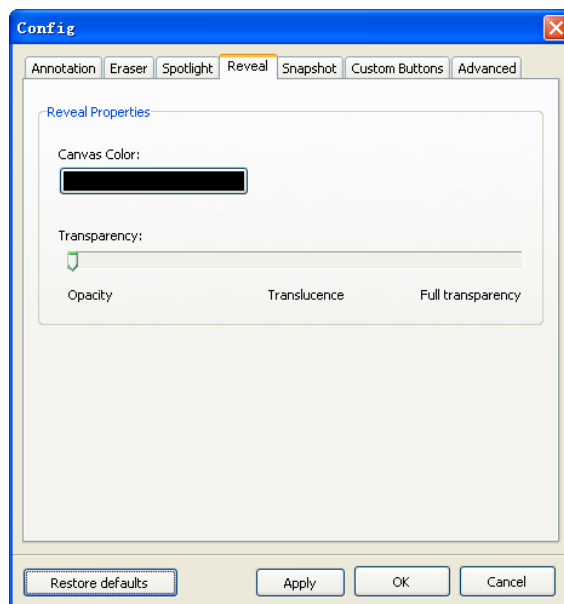 Config
Annotation Eraser Spotlight Reveal Snapshot Custom Buttons Advanced
Reveal Properties
Canvas Color:
Transparency:
Opacity Translucence Full transparency
Restore defaults Apply OK Cancel